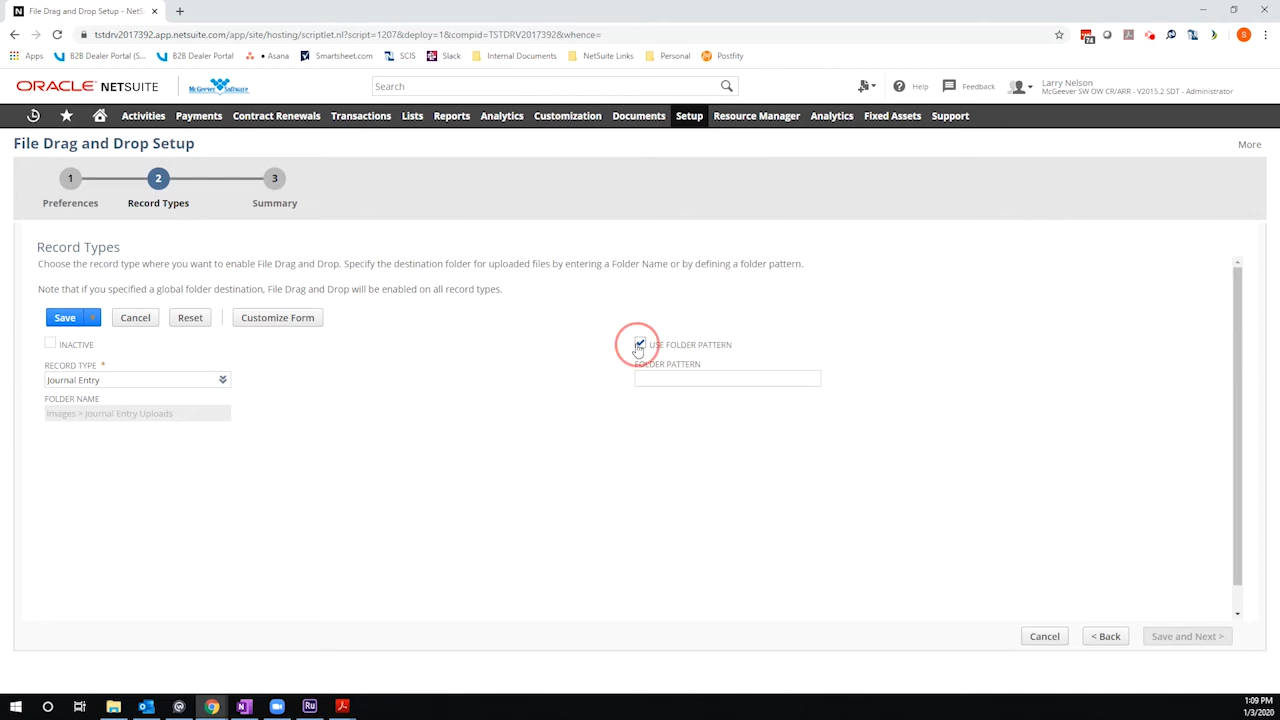 File Drag and Drop Setup - NetS
tstdrv2017392.app.netsuite.com/app/site/hosting/scriptlet.nl?script=1207&deploy=1&compid=TSTDRV2017392&whence=
74
S
Apps
B2B Dealer Portal (S...
B2B Dealer Portal
Asana
Smartsheet.com
SCIS
Slack
Internal Documents
NetSuite Links
Personal
Postfity
ORACLE NETSUITE
McGeever Software
Search
Help
Feedback
Larry Nelson
McGeever SW OW CR/ARR - V2015.2 SDT - Administrator
Activities Payments Contract Renewals Transactions Lists Reports Analytics Customization Documents Setup Resource Manager Analytics Fixed Assets Support
File Drag and Drop Setup
More
1 2 3
Preferences Record Types Summary
Record Types
Choose the record type where you want to enable File Drag and Drop. Specify the destination folder for uploaded files by entering a Folder Name or by defining a folder pattern.
Note that if you specified a global folder destination, File Drag and Drop will be enabled on all record types.
Save Cancel Reset Customize Form
INACTIVE
RECORD TYPE *
Journal Entry
FOLDER NAME
Images > Journal Entry Uploads
USE FOLDER PATTERN
FOLDER PATTERN
Cancel < Back Save and Next >
1:09 PM
1/3/2020